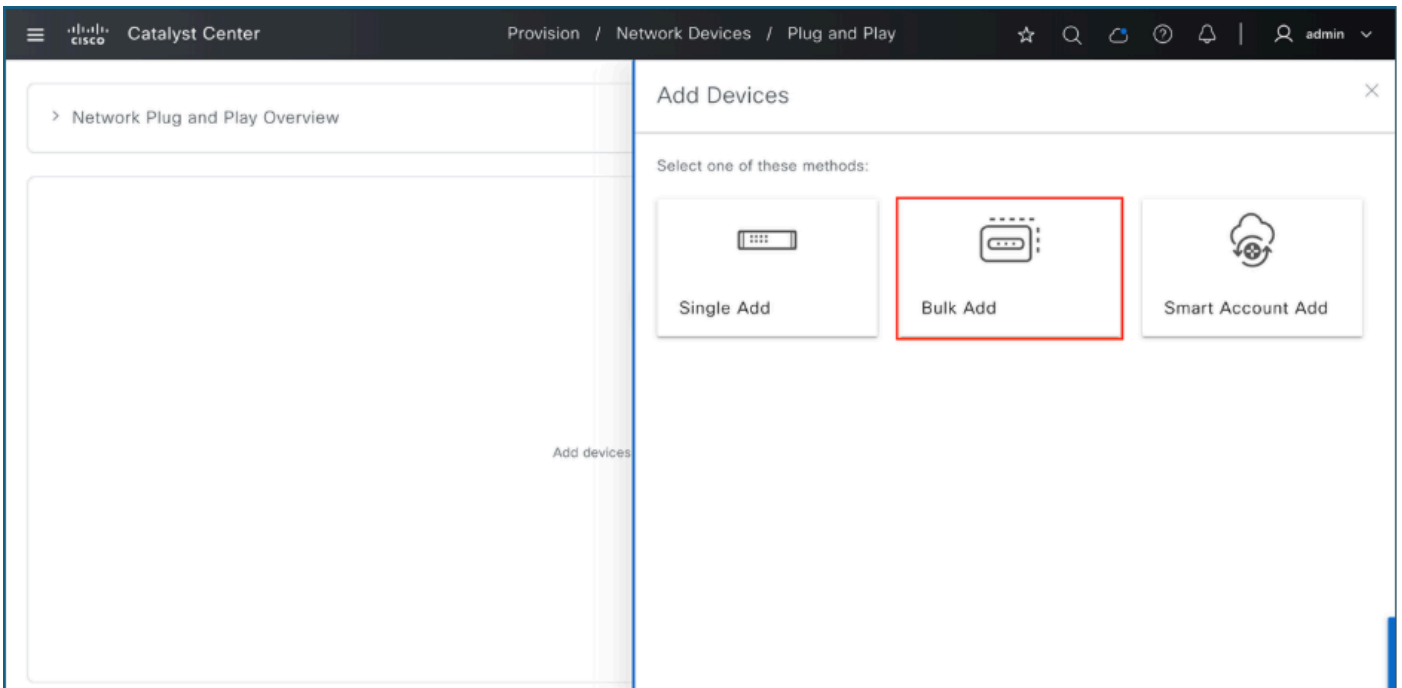 cisco Catalyst Center Provision / Network Devices / Plug and Play admin
Network Plug and Play Overview
Add devices
Add Devices
Select one of these methods:
Single Add
Bulk Add
Smart Account Add